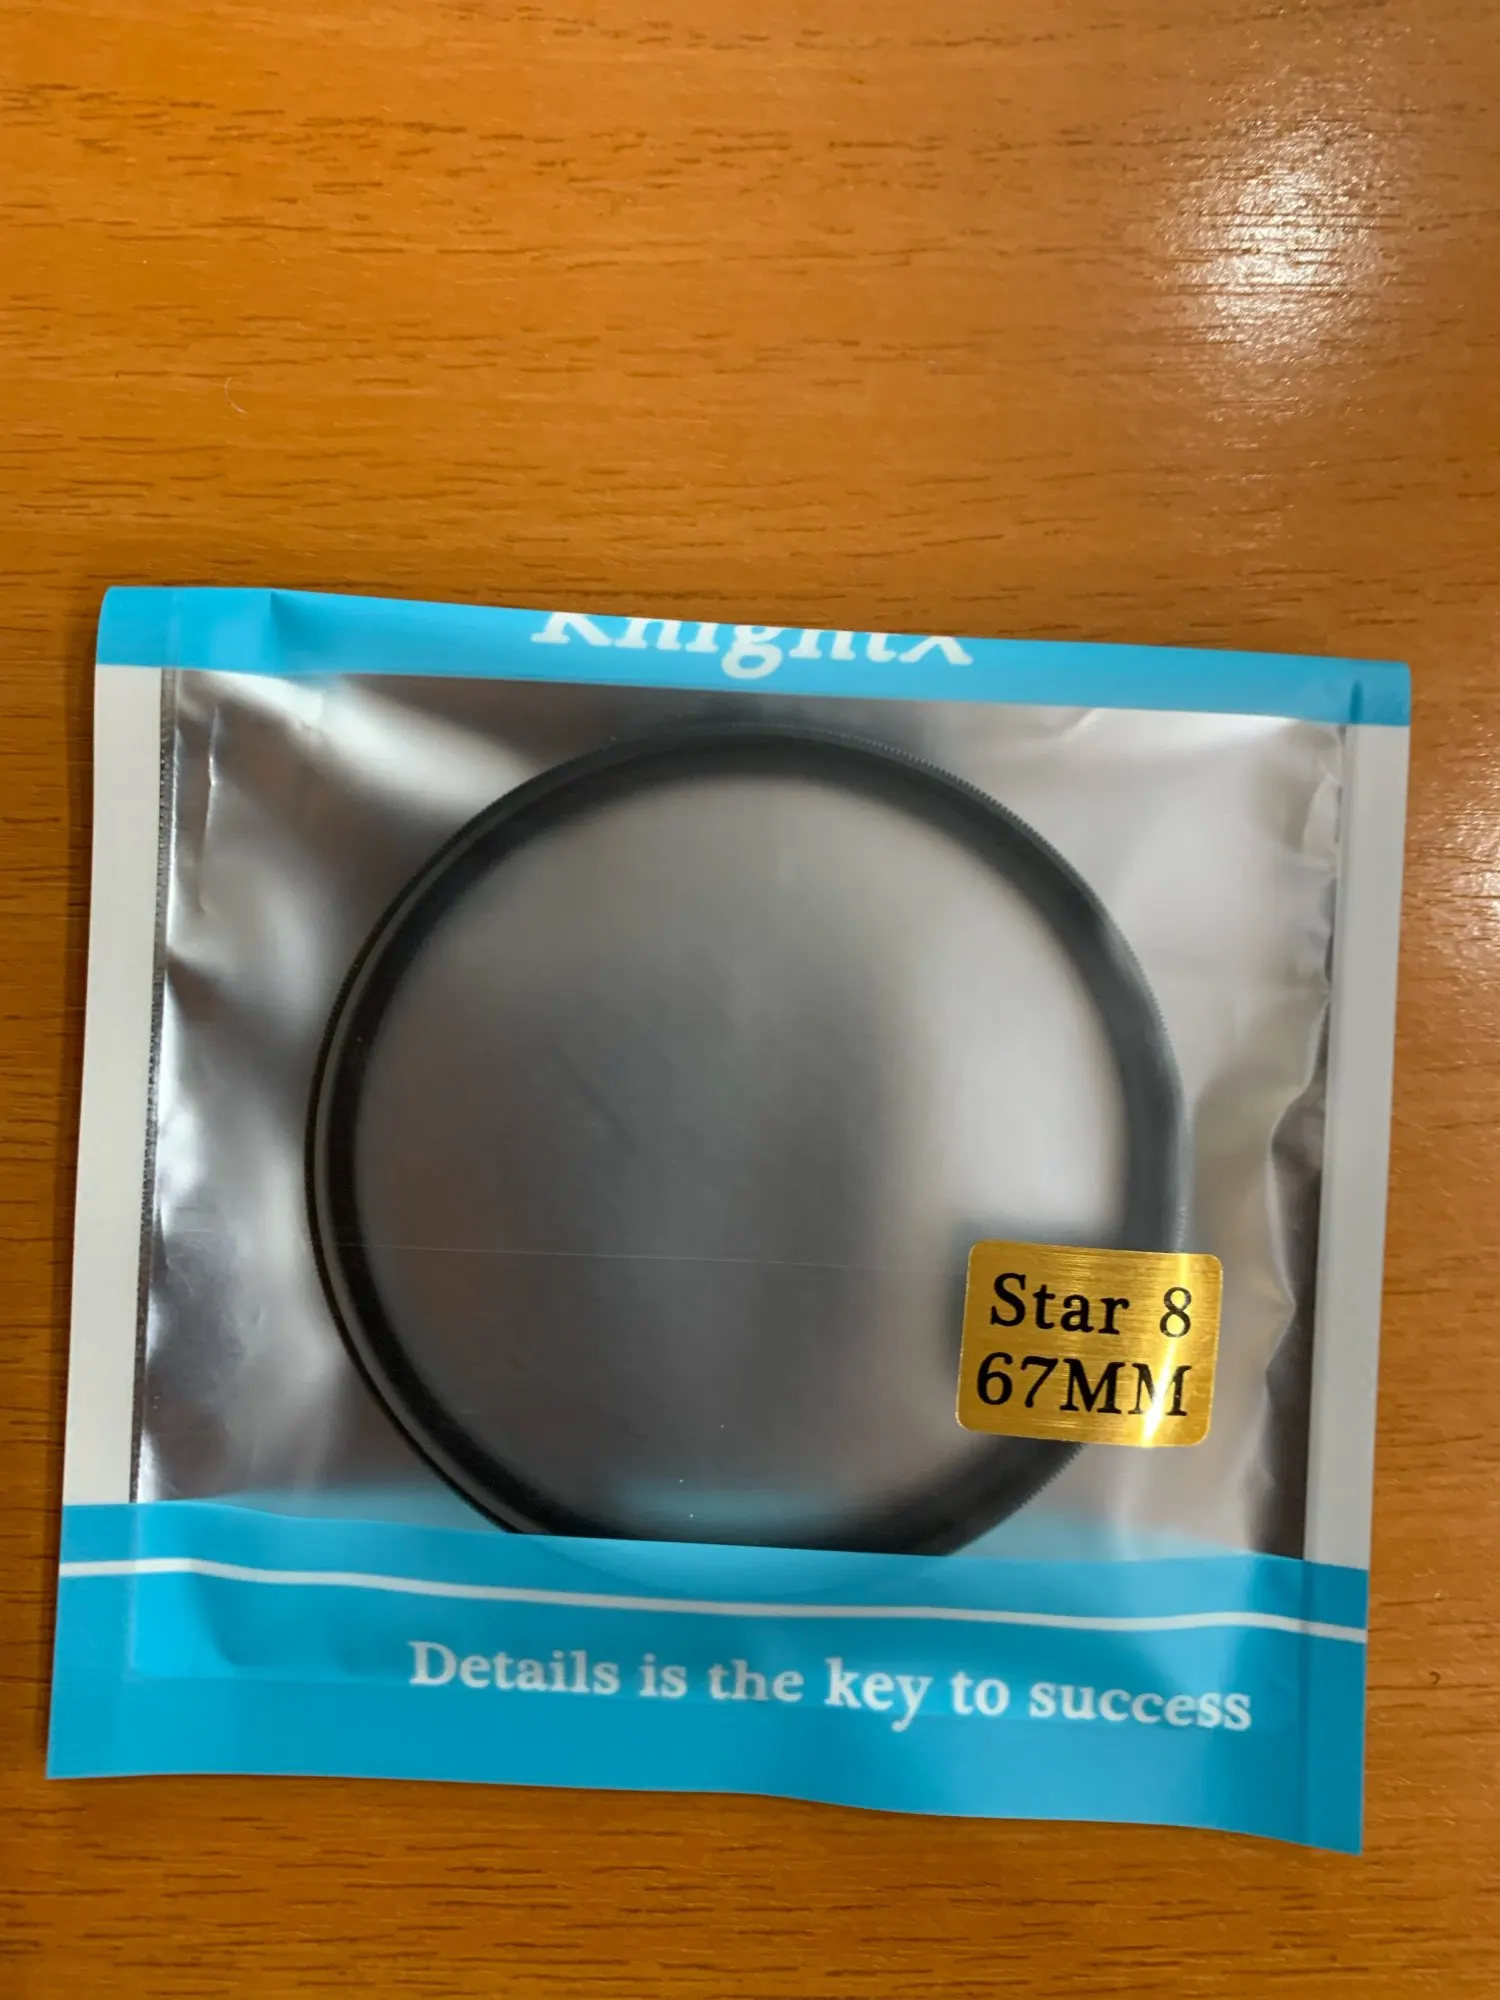 KnightX
Star 8
67MM
Details is the key to success